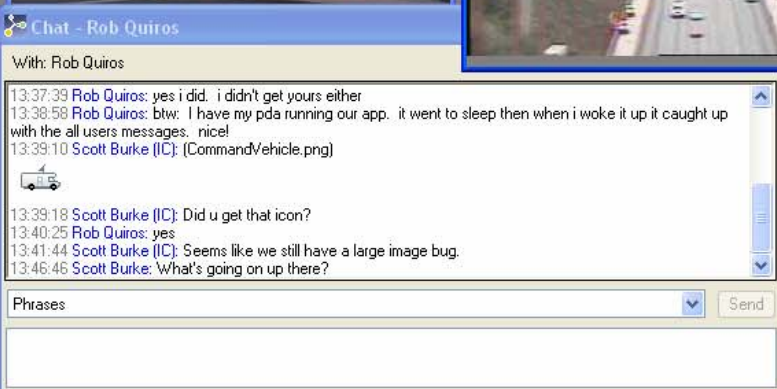 Chat - Rob Quiros
With: Rob Quiros
13:37:39 Rob Quiros: yes i did.  i didn't get yours either
13:38:58 Rob Quiros: btw:  I have my pda running our app.  it went to sleep then when i woke it up it caught up
with the all users messages.  nice!
13:39:10 Scott Burke (IC): (CommandVehicle.png)
13:39:18 Scott Burke (IC): Did u get that icon?
13:40:25 Rob Quiros: yes
13:41:44 Scott Burke (IC): Seems like we still have a large image bug.
13:46:46 Scott Burke: What's going on up there?
Phrases
Send